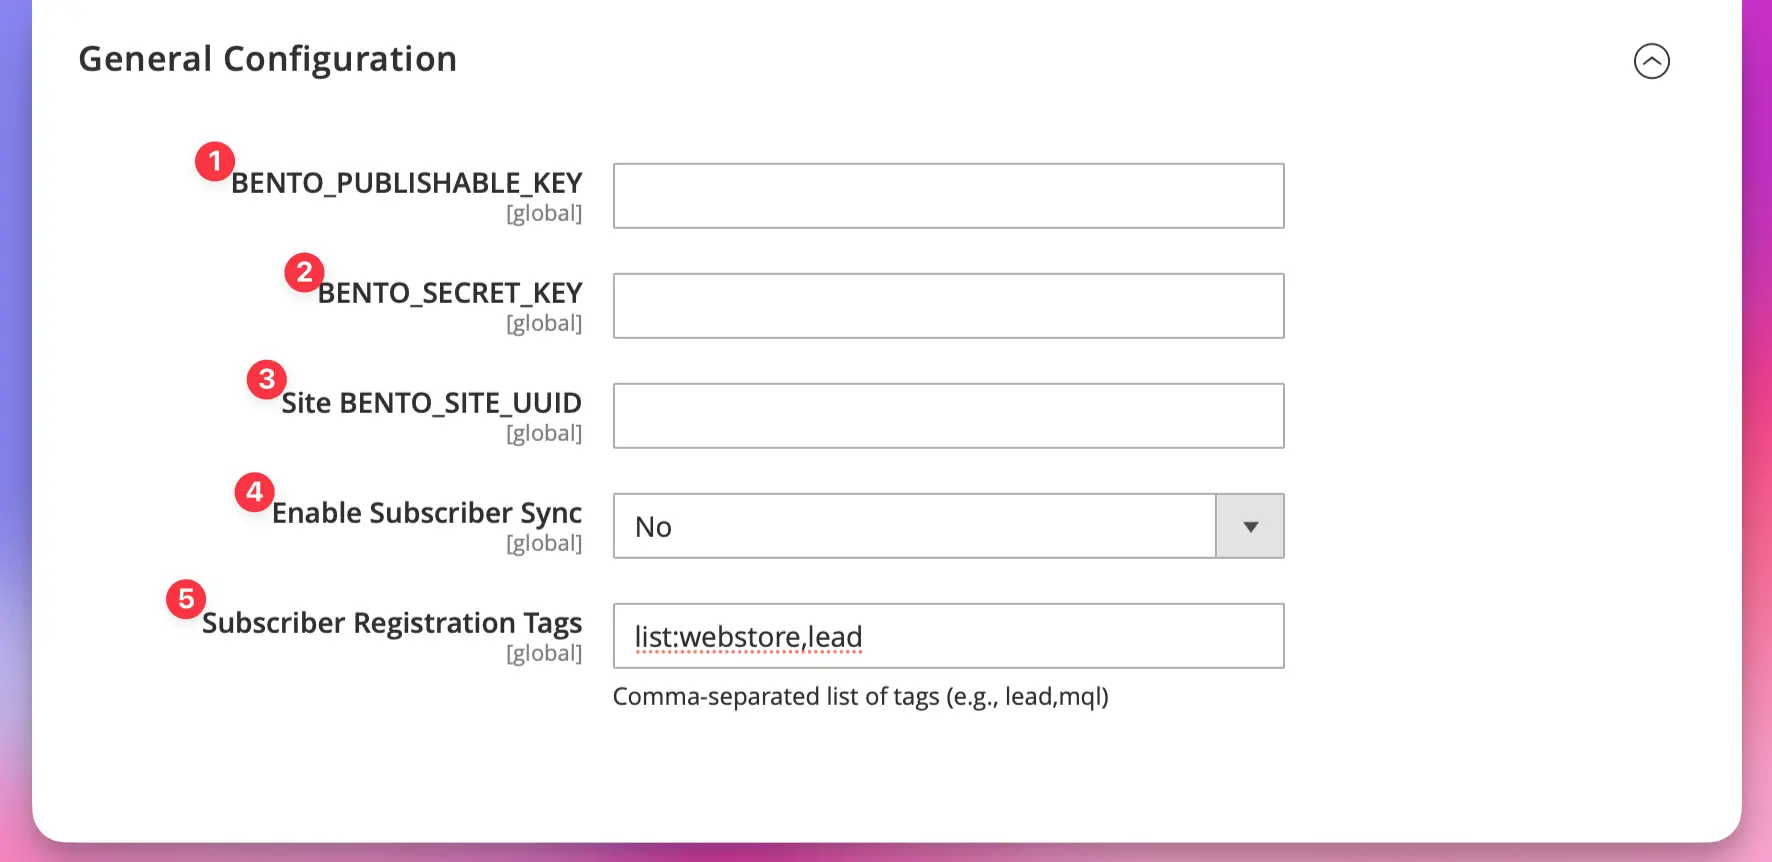 General Configuration
1
BENTO_PUBLISHABLE_KEY
[global]
2
BENTO_SECRET_KEY
[global]
3
Site BENTO_SITE_UUID
[global]
4
Enable Subscriber Sync
[global]
No
5
Subscriber Registration Tags
[global]
list:webstore,lead
Comma-separated list of tags (e.g., lead,mql)